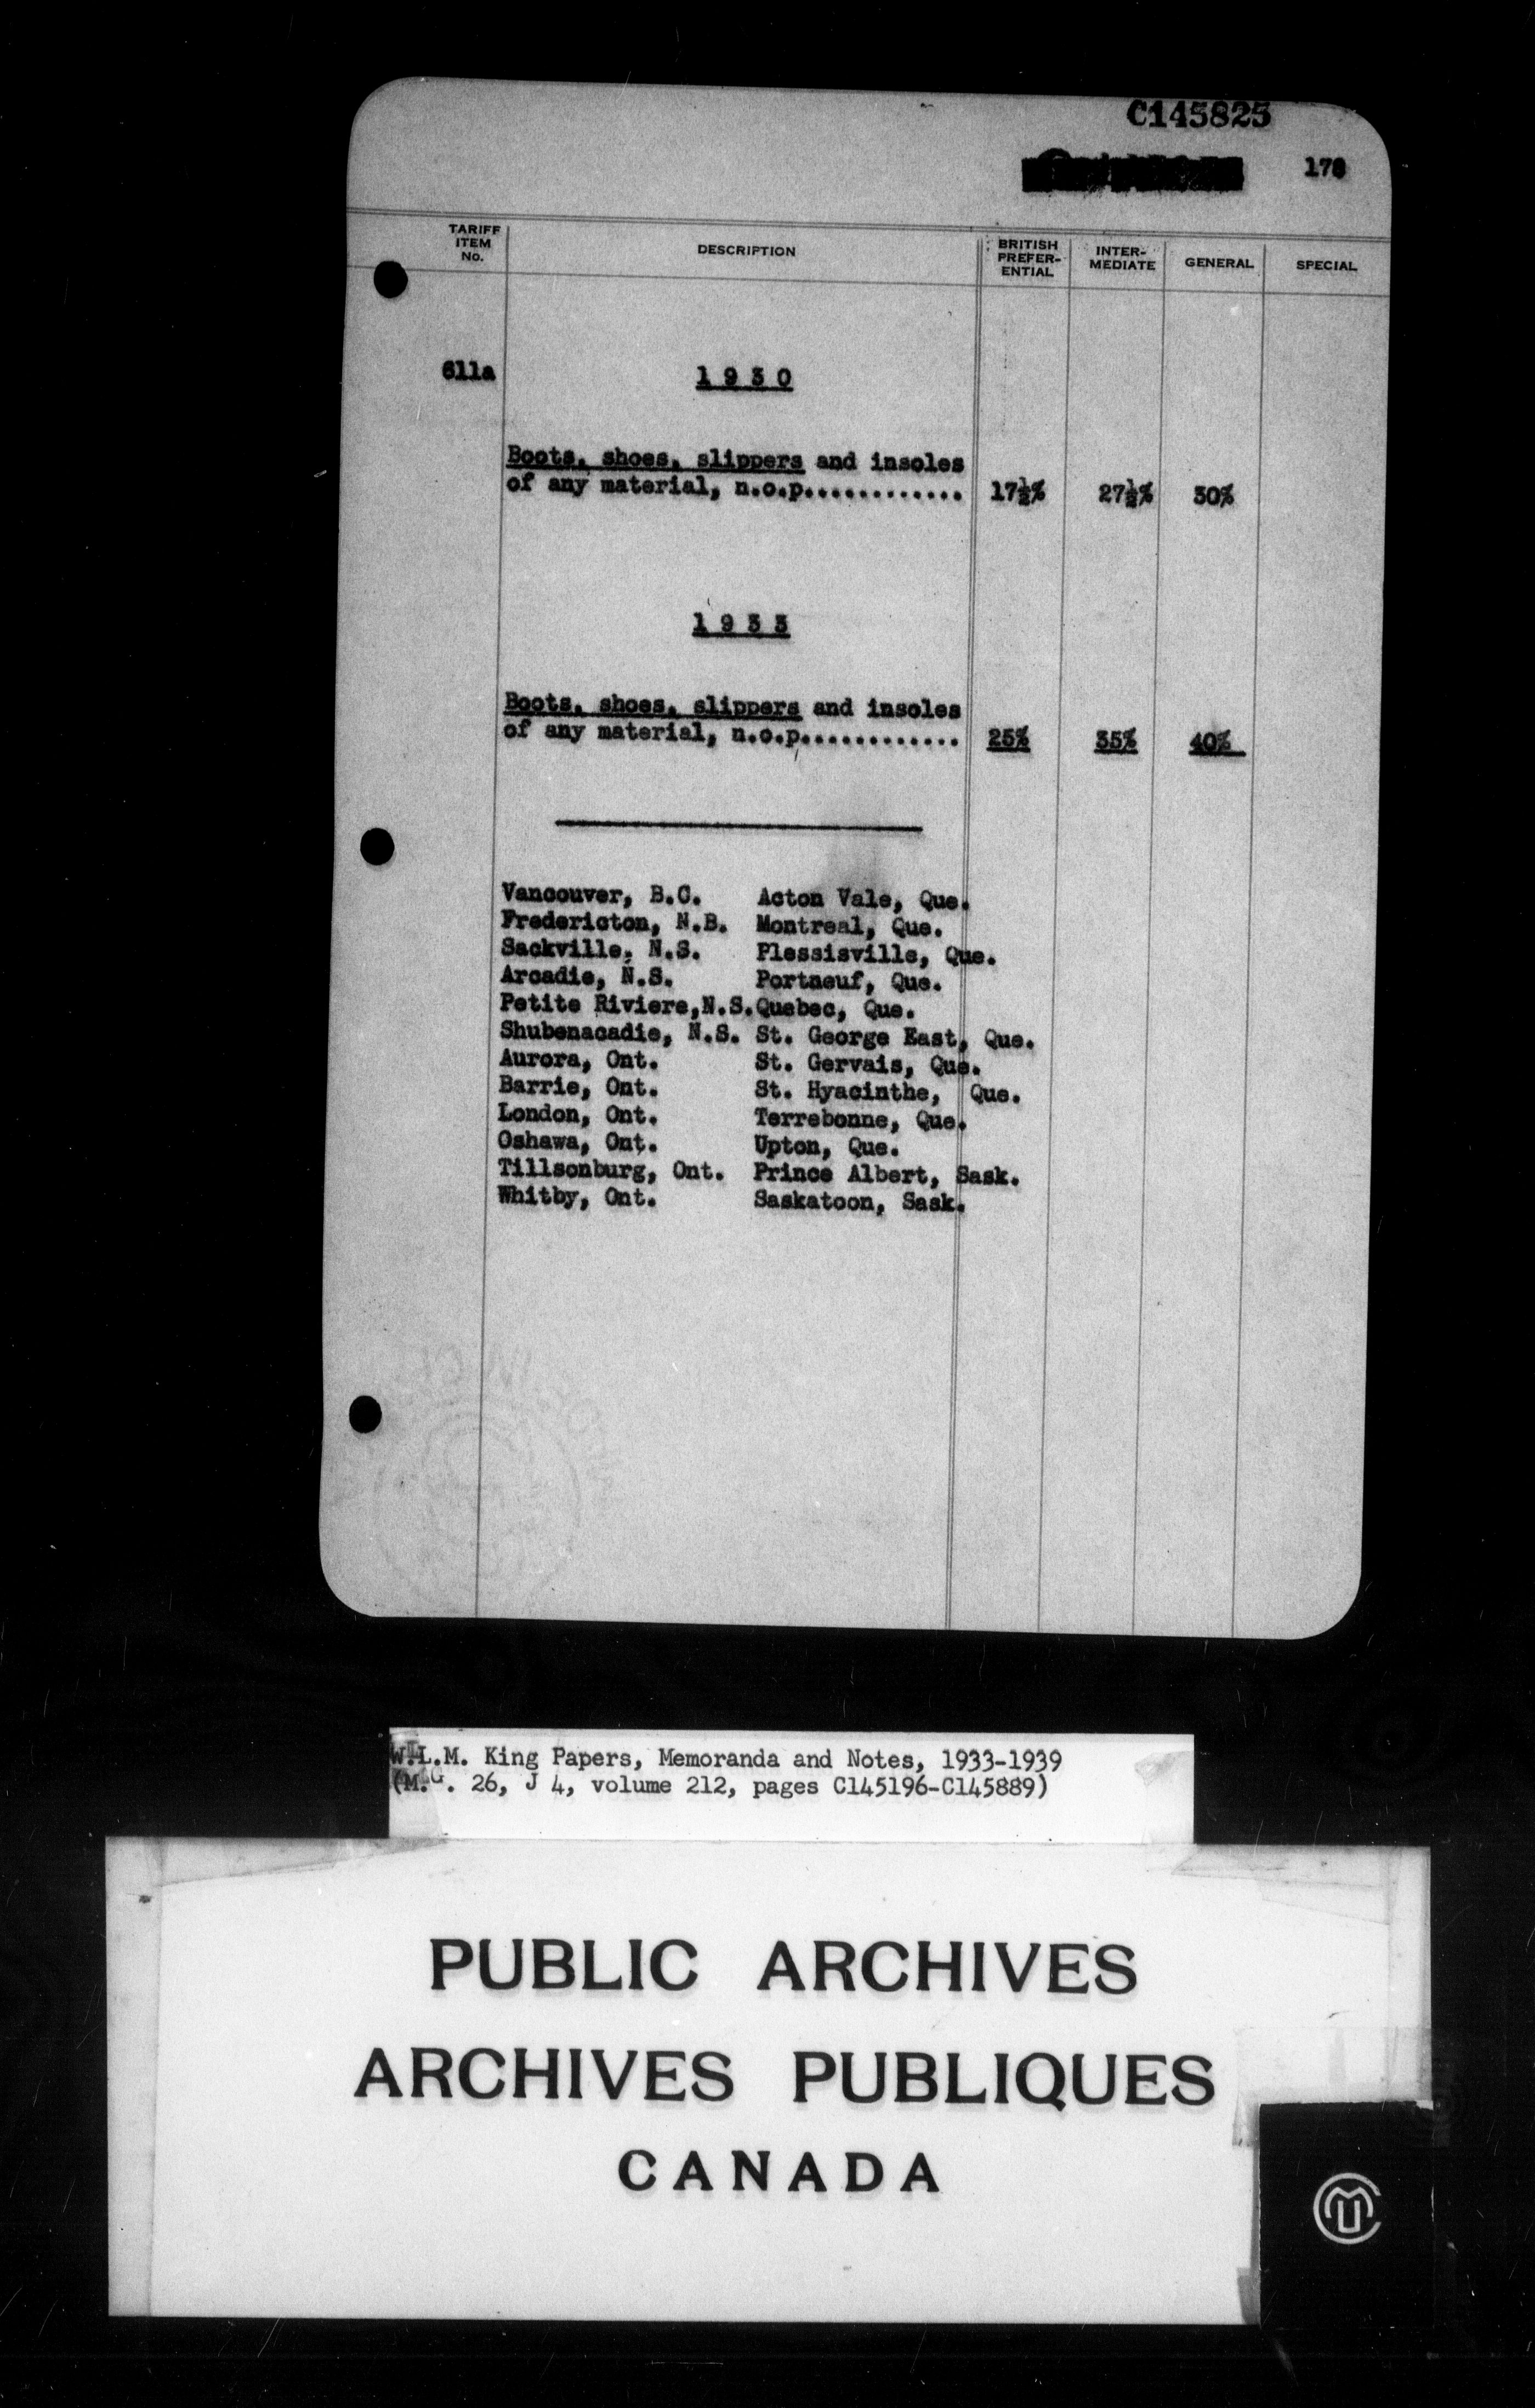 C145825
TARIFF ITEM No. DESCRIPTION BRITISH PREFER-ENTIAL INTER-MEDIATE GENERAL SPECIAL
611a 1930
Boots, shoes, slippers and insoles
of any material, n.o.p............. 17½% 27½% 30%
1933
Boots, shoes, slippers and insoles
of any material, n.o.p............. 25% 35% 40%
Vancouver, B.C. Acton Vale, Que.
Fredericton, N.B. Montreal, Que.
Sackville, N.S. Plessisville, Que.
Arcadie, N.S. Portneuf, Que.
Petite Riviere,N.S. Quebec, Que.
Shubenacadie, N.S. St. George East, Que.
Aurora, Ont. St. Gervais, Que.
Barrie, Ont. St. Hyacinthe, Que.
London, Ont. Terrebonne, Que.
Oshawa, Ont. Upton, Que.
Tillsonburg, Ont. Prince Albert, Sask.
Whitby, Ont. Saskatoon, Sask.
W.L.M. King Papers, Memoranda and Notes, 1933-1939
(M.G. 26, J 4, volume 212, pages C145196-C145889)
PUBLIC ARCHIVES
ARCHIVES PUBLIQUES
CANADA